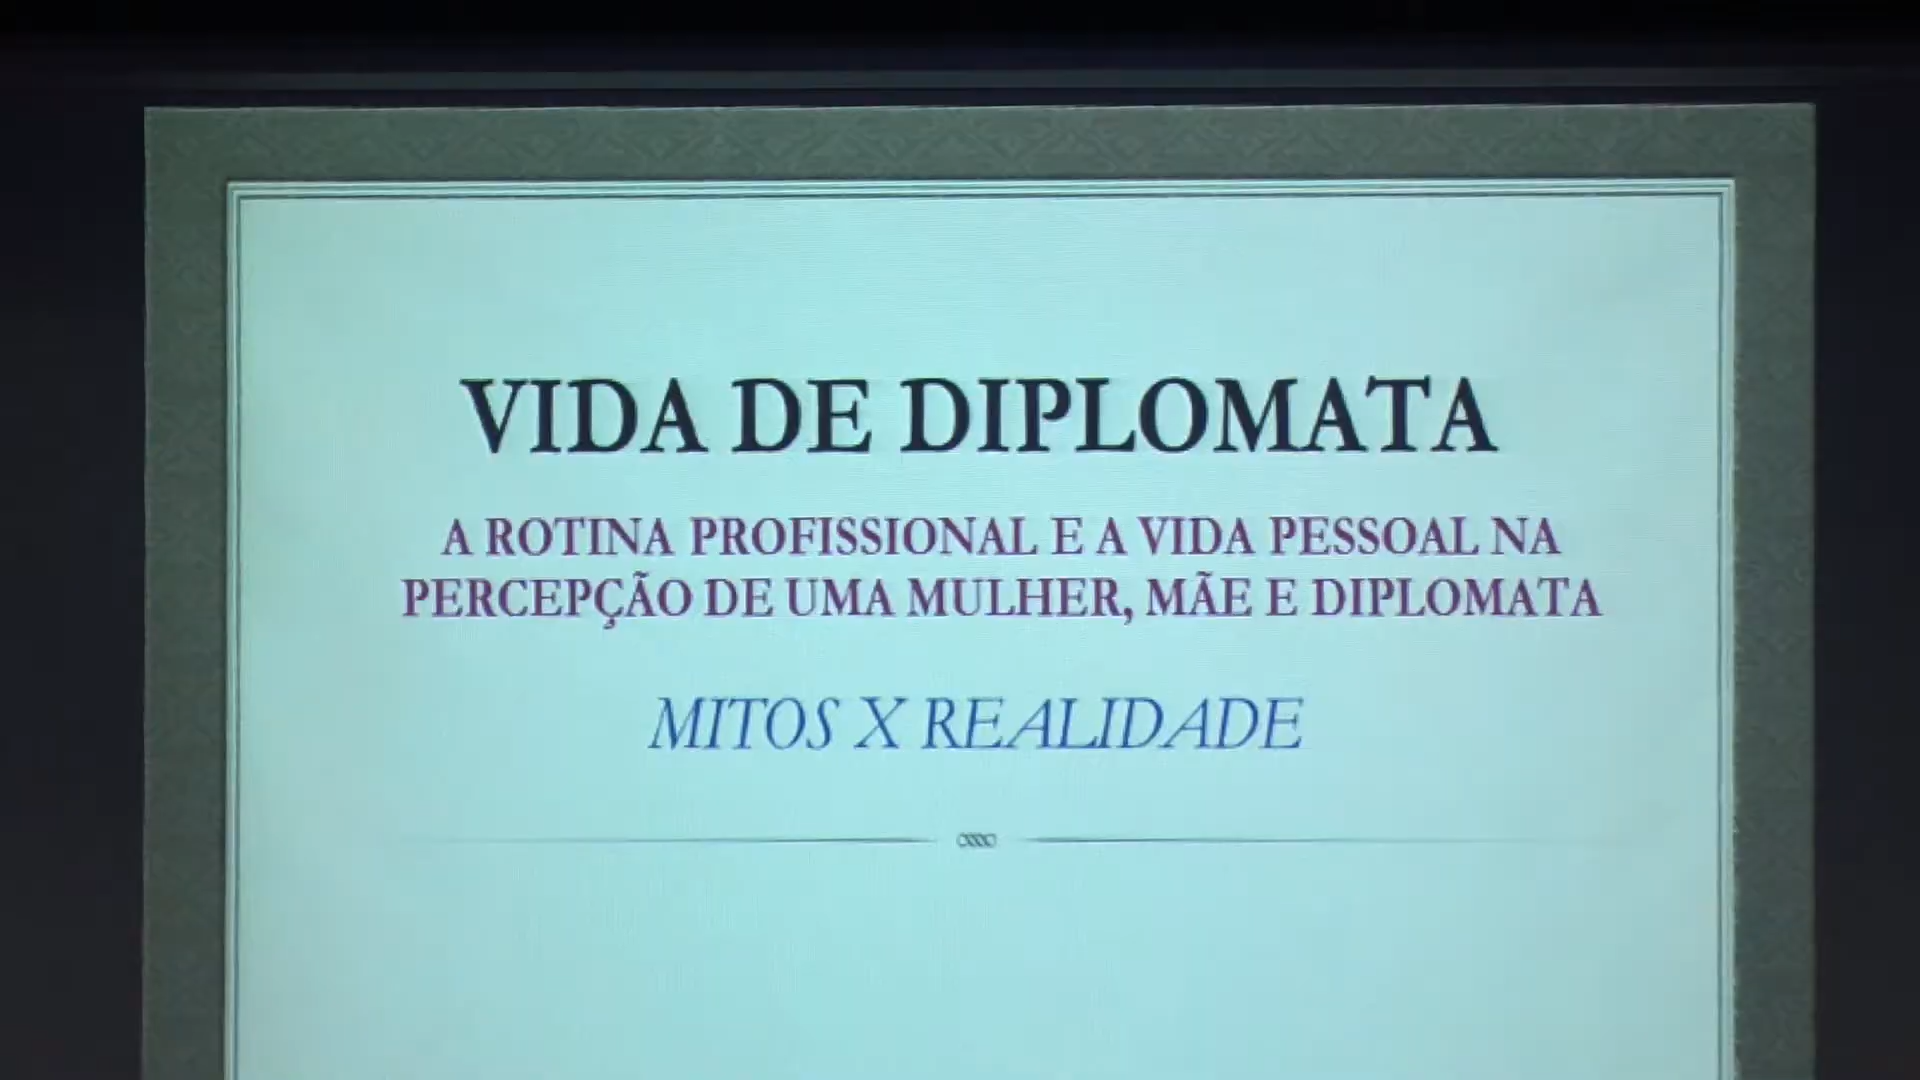 VIDA DE DIPLOMATA
A ROTINA PROFISSIONAL E A VIDA PESSOAL NA
PERCEPÇÃO DE UMA MULHER, MÃE E DIPLOMATA
MITOS X REALIDADE